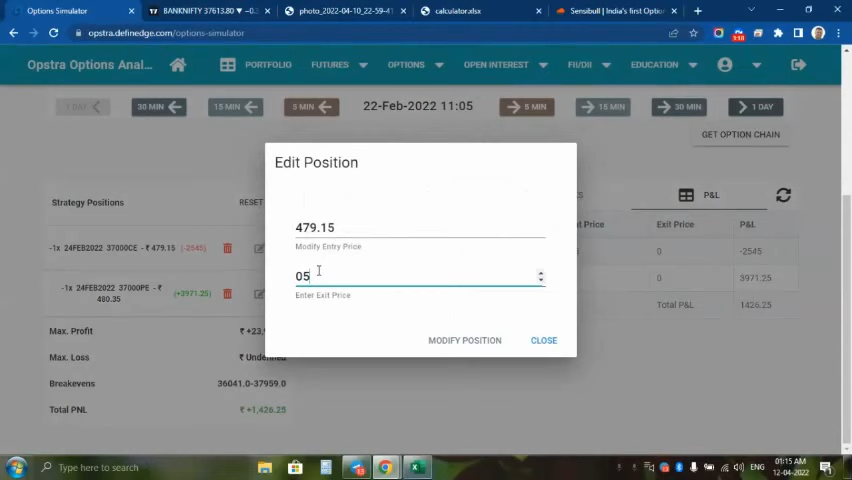 Options Simulator
BANKNIFTY 37613.80 ▼ −0.
photo_2022-04-10_22-59-41
calculator.xlsx
Sensibull | India's first Option
opstra.definedge.com/options-simulator
Opstra Options Anal...
PORTFOLIO
FUTURES
OPTIONS
OPEN INTEREST
FII/DII
EDUCATION
1 DAY
30 MIN
15 MIN
5 MIN
22-Feb-2022 11:05
5 MIN
15 MIN
30 MIN
1 DAY
GET OPTION CHAIN
Edit Position
479.15
Modify Entry Price
05
Enter Exit Price
MODIFY POSITION
CLOSE
Strategy Positions
RESET
P&L
Exit Price
P&L
-1x 24FEB2022 37000CE - ₹ 479.15 (-2545)
0
-2545
-1x 24FEB2022 37000PE - ₹
480.35
(+3971.25)
0
3971.25
Total P&L
1426.25
Max. Profit
₹ +23,9
Max. Loss
₹ Undefined
Breakevens
36041.0-37959.0
Total PNL
₹ +1,426.25
Type here to search
ENG
01:15 AM
12-04-2022